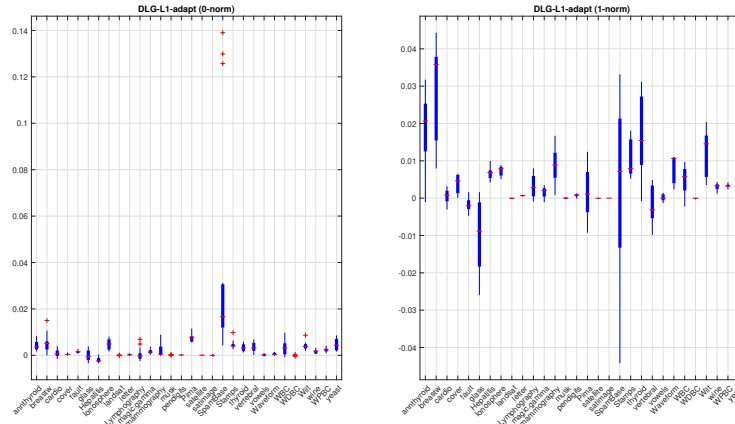 DLG-L1-adapt (0-norm)
0.14
0.12
0.1
0.08
0.06
0.04
0.02
0
annthyroid
breastw
cardio
cover
fault
glass
Hepatitis
Ionosphere
landsat
letter
Lymphography
magic.gamma
mammography
musk
pendigits
Pima
satellite
satimage
SpamBase
Stamps
thyroid
vertebral
vowels
Waveform
WBC
WDBC
Wilt
wine
WPBC
yeast
DLG-L1-adapt (1-norm)
0.04
0.03
0.02
0.01
0
-0.01
-0.02
-0.03
-0.04
annthyroid
breastw
cardio
cover
fault
glass
Hepatitis
Ionosphere
landsat
letter
Lymphography
magic.gamma
mammography
musk
pendigits
Pima
satellite
satimage
SpamBase
Stamps
thyroid
vertebral
vowels
Waveform
WBC
WDBC
Wilt
wine
WPBC